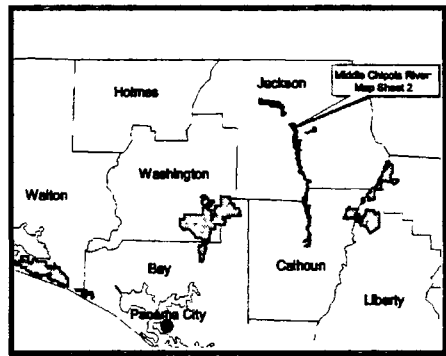 Jackson
Middle Chipola River
Map Sheet 2
Holmes
Washington
Walton
Bay
Calhoun
Liberty
Panama City